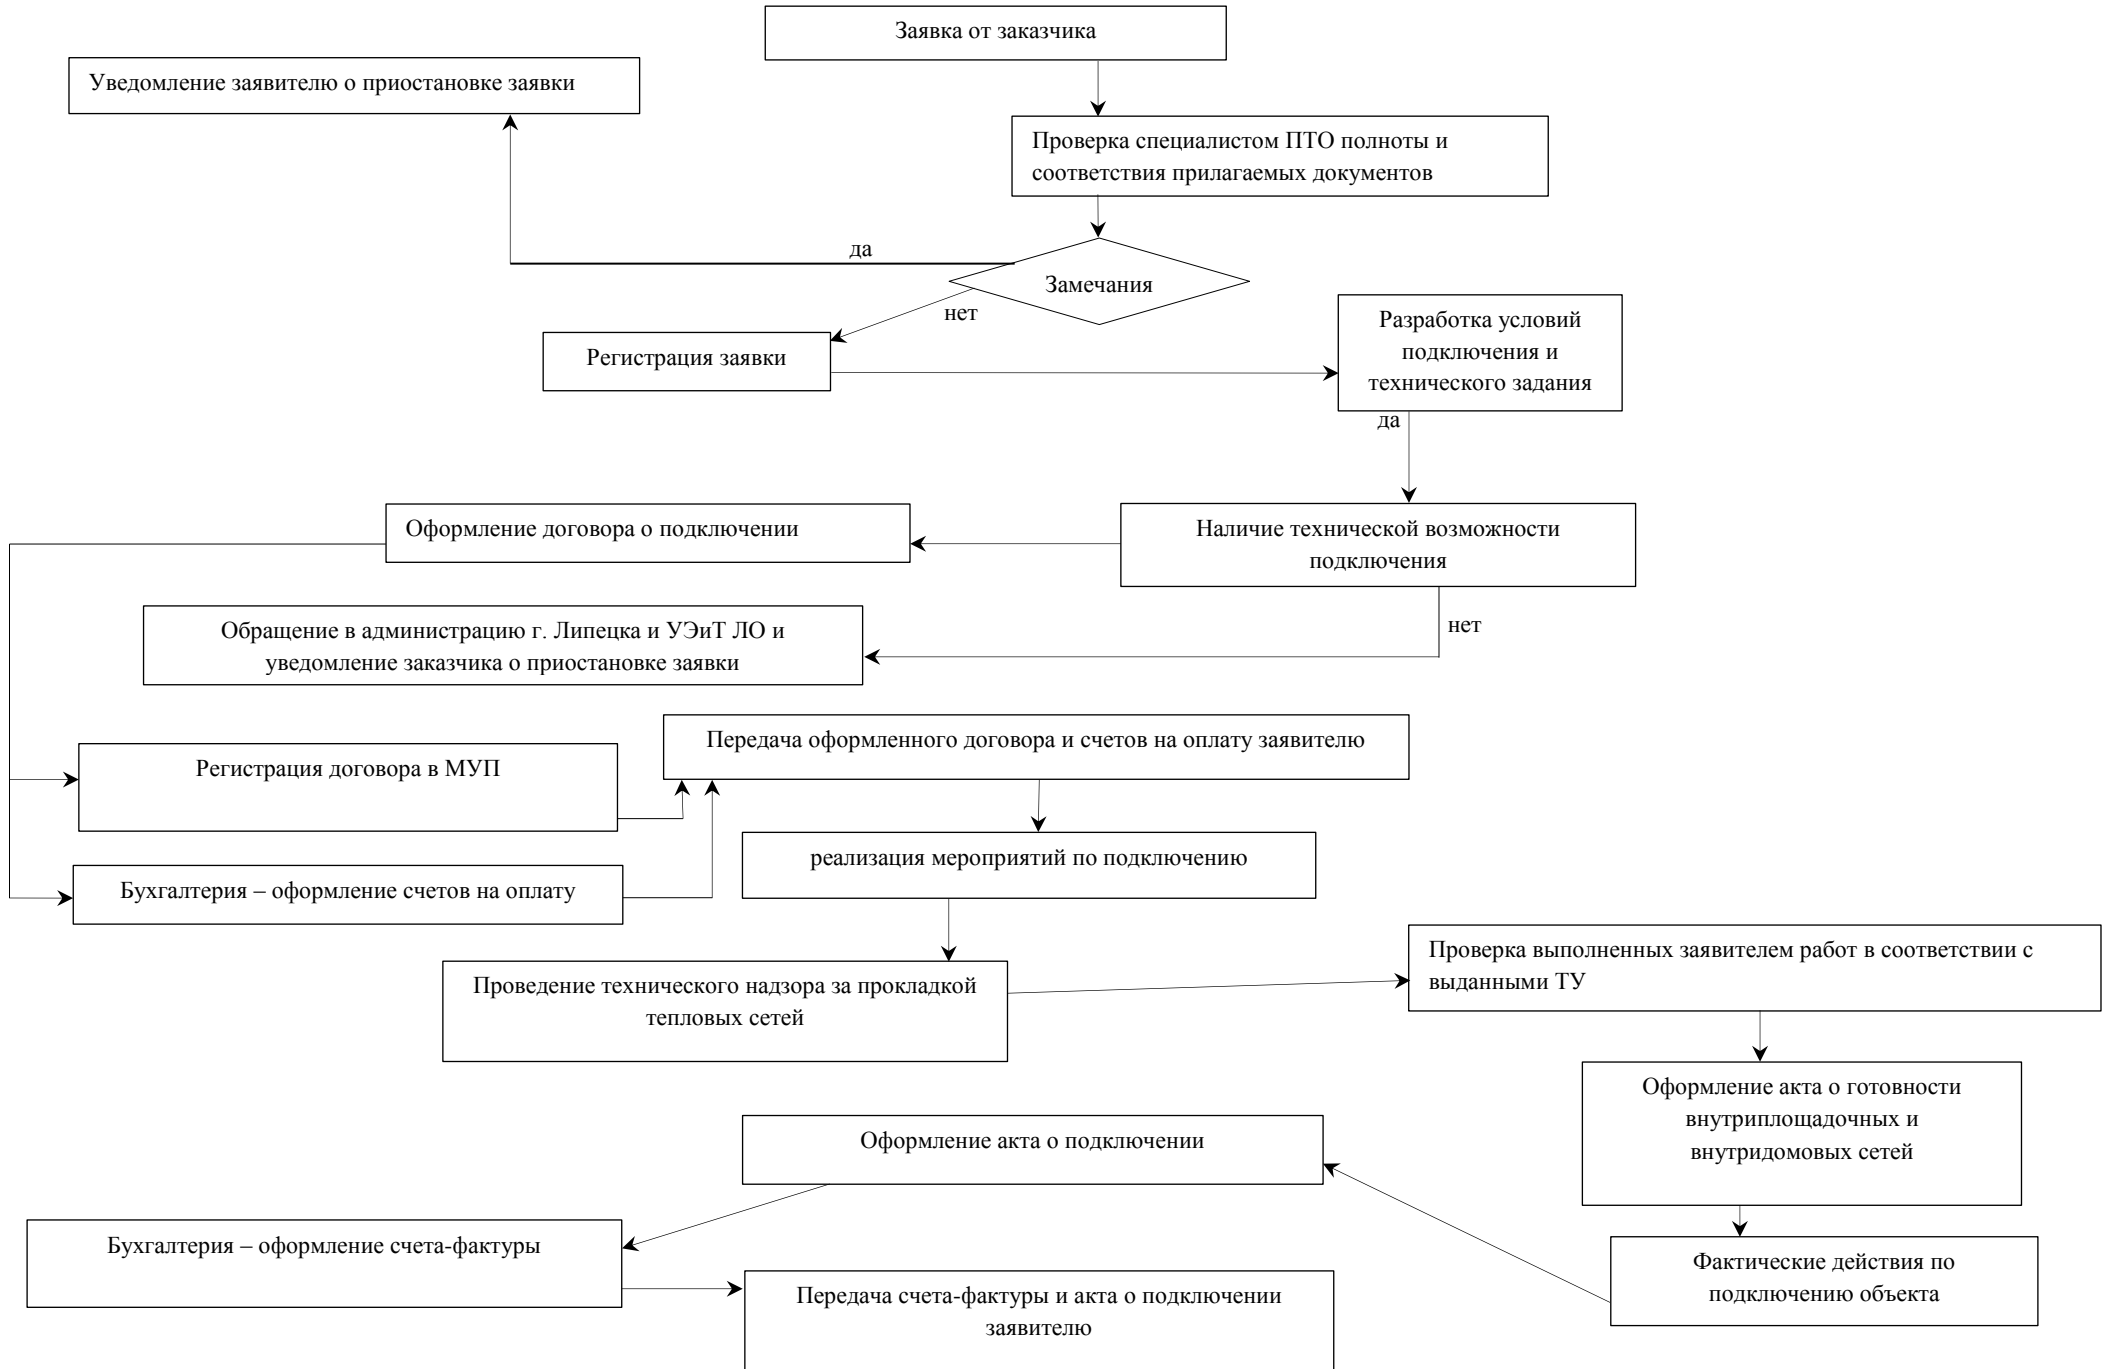 Заявка от заказчика
Уведомление заявителю о приостановке заявки
Проверка специалистом ПТО полноты и
соответствия прилагаемых документов
да
Замечания
нет
Регистрация заявки
Разработка условий
подключения и
технического задания
да
Оформление договора о подключении
Наличие технической возможности
подключения
Обращение в администрацию г. Липецка и УЭиТ ЛО и
уведомление заказчика о приостановке заявки
нет
Передача оформленного договора и счетов на оплату заявителю
Регистрация договора в МУП
реализация мероприятий по подключению
Бухгалтерия – оформление счетов на оплату
Проведение технического надзора за прокладкой
тепловых сетей
Проверка выполненных заявителем работ в соответствии с
выданными ТУ
Оформление акта о готовности
внутриплощадочных и
внутридомовых сетей
Оформление акта о подключении
Бухгалтерия – оформление счета-фактуры
Фактические действия по
подключению объекта
Передача счета-фактуры и акта о подключении
заявителю